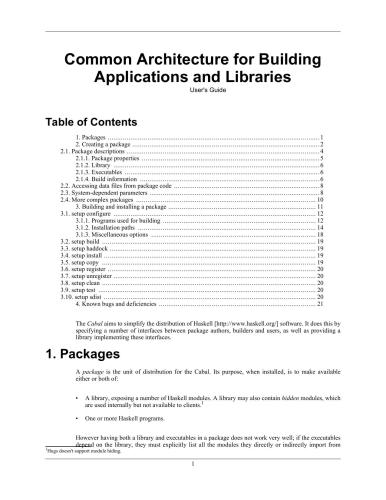 Common Architecture for Building
Applications and Libraries
User's Guide
Table of Contents
1. Packages ........ 1
2. Creating a package ........ 2
2.1. Package descriptions ........ 4
2.1.1. Package properties ........ 5
2.1.2. Library ........ 6
2.1.3. Executables ........ 6
2.1.4. Build information ........ 6
2.2. Accessing data files from package code ........ 8
2.3. System-dependent parameters ........ 8
2.4. More complex packages ........ 10
3. Building and installing a package ........ 11
3.1. setup configure ........ 12
3.1.1. Programs used for building ........ 12
3.1.2. Installation paths ........ 14
3.1.3. Miscellaneous options ........ 18
3.2. setup build ........ 19
3.3. setup haddock ........ 19
3.4. setup install ........ 19
3.5. setup copy ........ 19
3.6. setup register ........ 20
3.7. setup unregister ........ 20
3.8. setup clean ........ 20
3.9. setup test ........ 20
3.10. setup sdist ........ 20
4. Known bugs and deficiencies ........ 21
The Cabal aims to simplify the distribution of Haskell [http://www.haskell.org/] software. It does this by
specifying a number of interfaces between package authors, builders and users, as well as providing a
library implementing these interfaces.
1. Packages
A package is the unit of distribution for the Cabal. Its purpose, when installed, is to make available
either or both of:
• A library, exposing a number of Haskell modules. A library may also contain hidden modules, which
are used internally but not available to clients.1
• One or more Haskell programs.
However having both a library and executables in a package does not work very well; if the executables
depend on the library, they must explicitly list all the modules they directly or indirectly import from
1Hugs doesn't support module hiding.
1